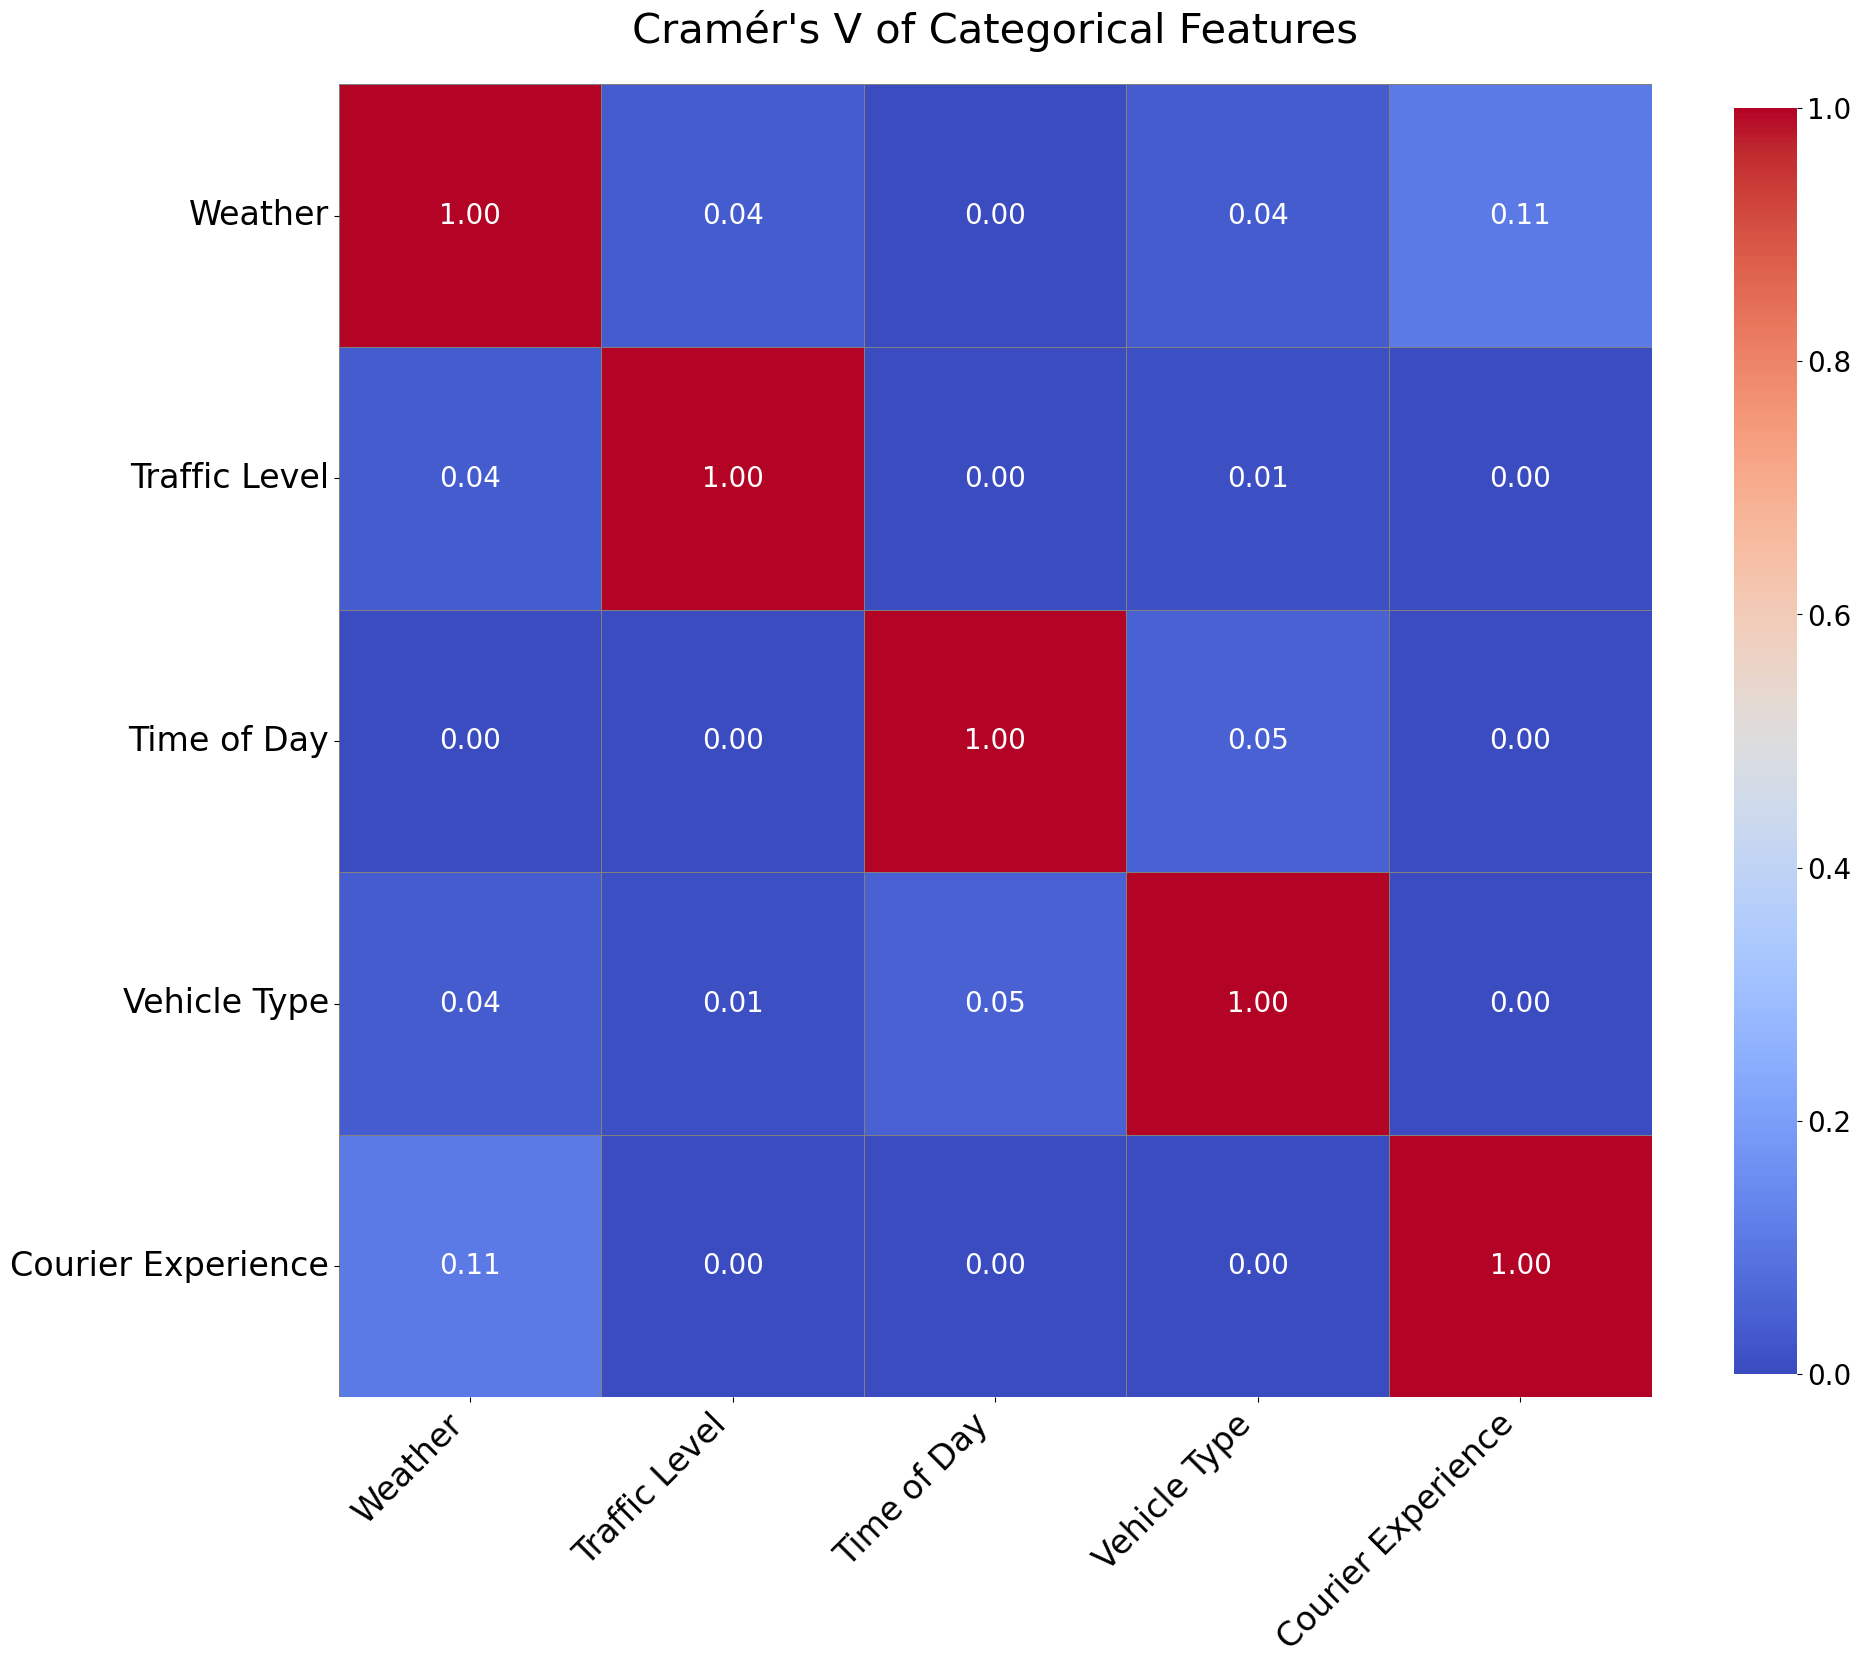 Cramér's V of Categorical Features
Weather 1.00 0.04 0.00 0.04 0.11
Traffic Level 0.04 1.00 0.00 0.01 0.00
Time of Day 0.00 0.00 1.00 0.05 0.00
Vehicle Type 0.04 0.01 0.05 1.00 0.00
Courier Experience 0.11 0.00 0.00 0.00 1.00
Weather
Traffic Level
Time of Day
Vehicle Type
Courier Experience
1.0
0.8
0.6
0.4
0.2
0.0